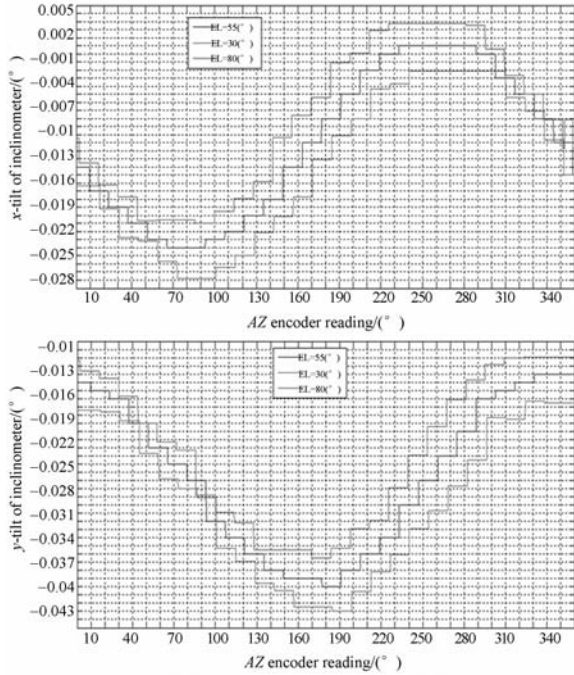 0.005
0.002
−0.001
−0.004
−0.007
−0.01
−0.013
−0.016
−0.019
−0.022
−0.025
−0.028
x-tilt of inclinometer/(°)
EL=55(°)
EL=30(°)
EL=80(°)
10 40 70 100 130 160 190 220 250 280 310 340
AZ encoder reading/(°)
−0.01
−0.013
−0.016
−0.019
−0.022
−0.025
−0.028
−0.031
−0.034
−0.037
−0.04
−0.043
y-tilt of inclinometer/(°)
EL=55(°)
EL=30(°)
EL=80(°)
10 40 70 100 130 160 190 220 250 280 310 340
AZ encoder reading/(°)